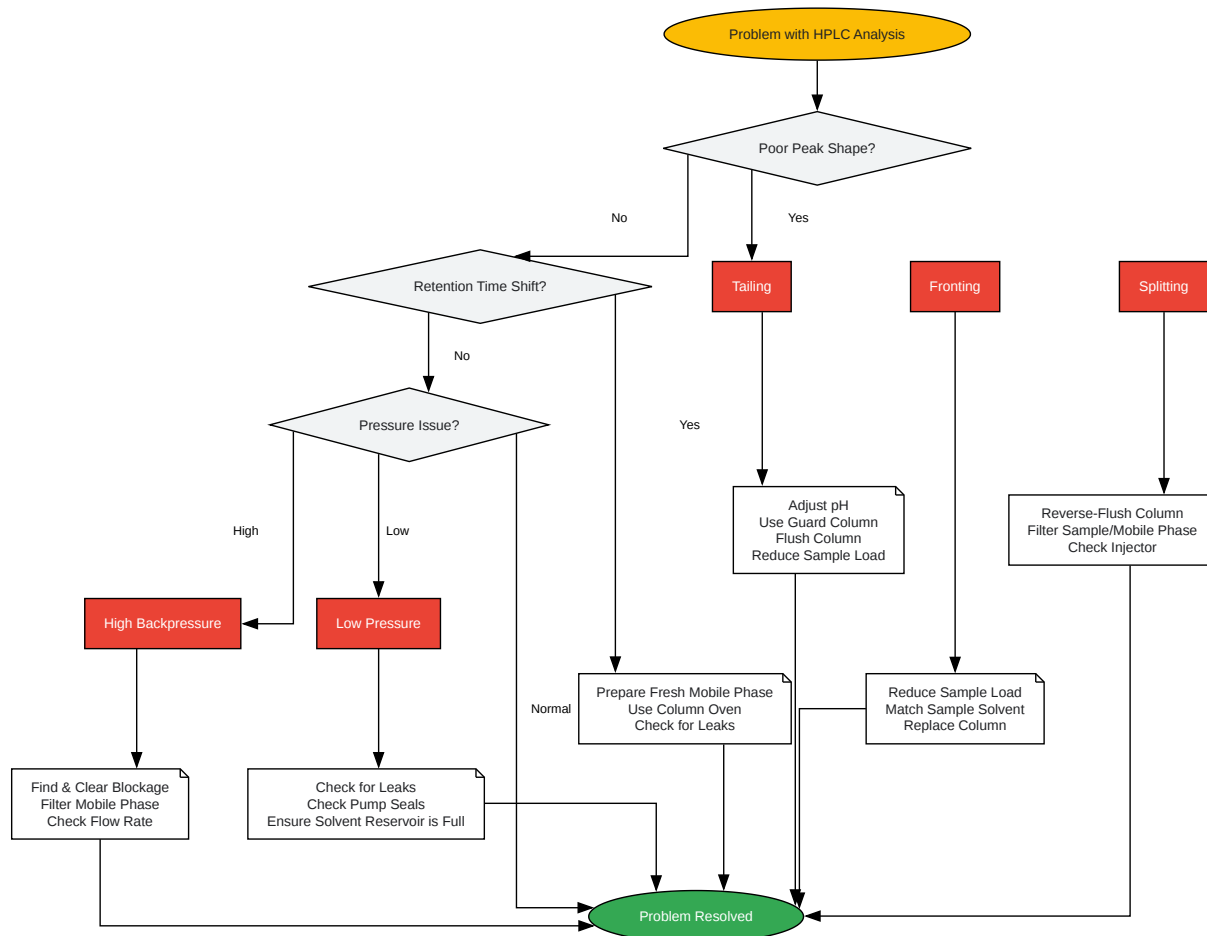 Problem with HPLC Analysis
Poor Peak Shape?
No
Yes
Retention Time Shift?
Tailing
Fronting
Splitting
No
Pressure Issue?
Yes
High
Low
Adjust pH
Use Guard Column
Flush Column
Reduce Sample Load
Reverse-Flush Column
Filter Sample/Mobile Phase
Check Injector
High Backpressure
Low Pressure
Normal
Prepare Fresh Mobile Phase
Use Column Oven
Check for Leaks
Reduce Sample Load
Match Sample Solvent
Replace Column
Find & Clear Blockage
Filter Mobile Phase
Check Flow Rate
Check for Leaks
Check Pump Seals
Ensure Solvent Reservoir is Full
Problem Resolved